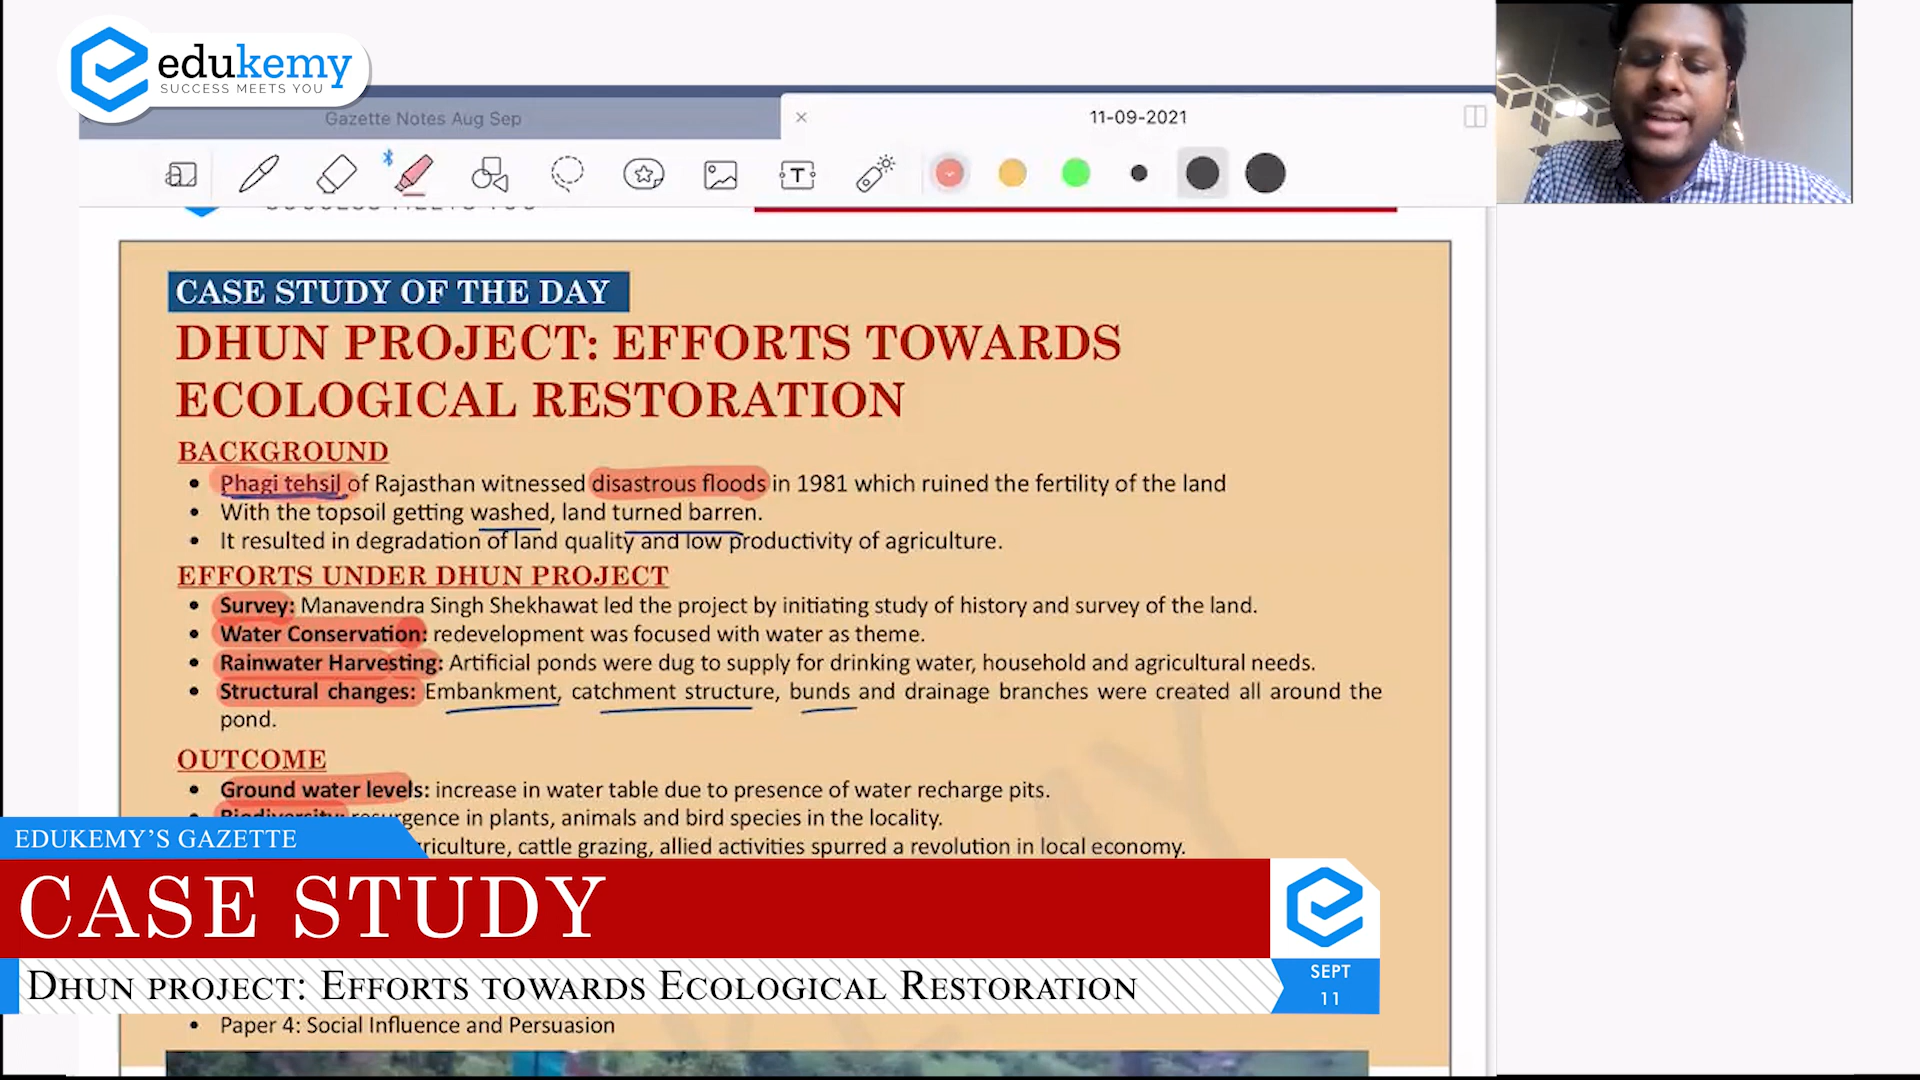 edukemy
SUCCESS MEETS YOU
Gazette Notes Aug Sep
11-09-2021
CASE STUDY OF THE DAY
DHUN PROJECT: EFFORTS TOWARDS
ECOLOGICAL RESTORATION
BACKGROUND
• Phagi tehsil of Rajasthan witnessed disastrous floods in 1981 which ruined the fertility of the land
• With the topsoil getting washed, land turned barren.
• It resulted in degradation of land quality and low productivity of agriculture.
EFFORTS UNDER DHUN PROJECT
• Survey: Manavendra Singh Shekhawat led the project by initiating study of history and survey of the land.
• Water Conservation: redevelopment was focused with water as theme.
• Rainwater Harvesting: Artificial ponds were dug to supply for drinking water, household and agricultural needs.
• Structural changes: Embankment, catchment structure, bunds and drainage branches were created all around the
pond.
OUTCOME
• Ground water levels: increase in water table due to presence of water recharge pits.
• Biodiversity: resurgence in plants, animals and bird species in the locality.
cattle grazing, allied activities spurred a revolution in local economy.
EDUKEMY'S GAZETTE
CASE STUDY
DHUN PROJECT: EFFORTS TOWARDS ECOLOGICAL RESTORATION
SEPT
11
• Paper 4: Social Influence and Persuasion